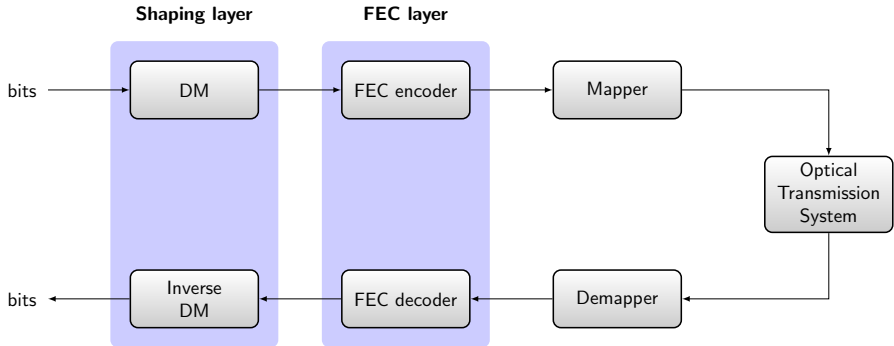 Shaping layer
FEC layer
bits
DM
FEC encoder
Mapper
Optical
Transmission
System
bits
Inverse
DM
FEC decoder
Demapper